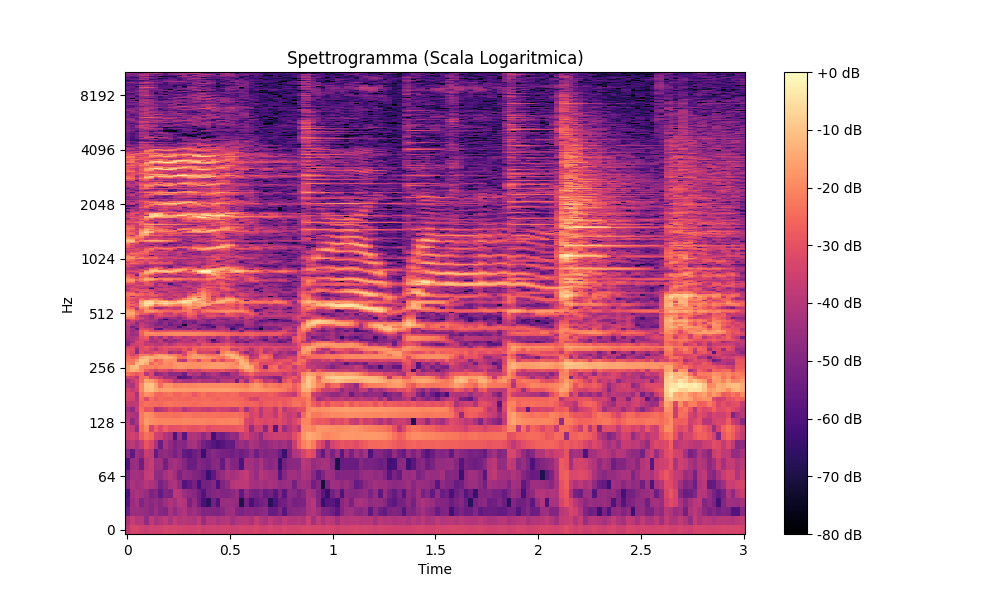 Spettrogramma (Scala Logaritmica)
Hz
8192
4096
2048
1024
512
256
128
64
0
0
0.5
1
1.5
2
2.5
3
Time
+0 dB
-10 dB
-20 dB
-30 dB
-40 dB
-50 dB
-60 dB
-70 dB
-80 dB